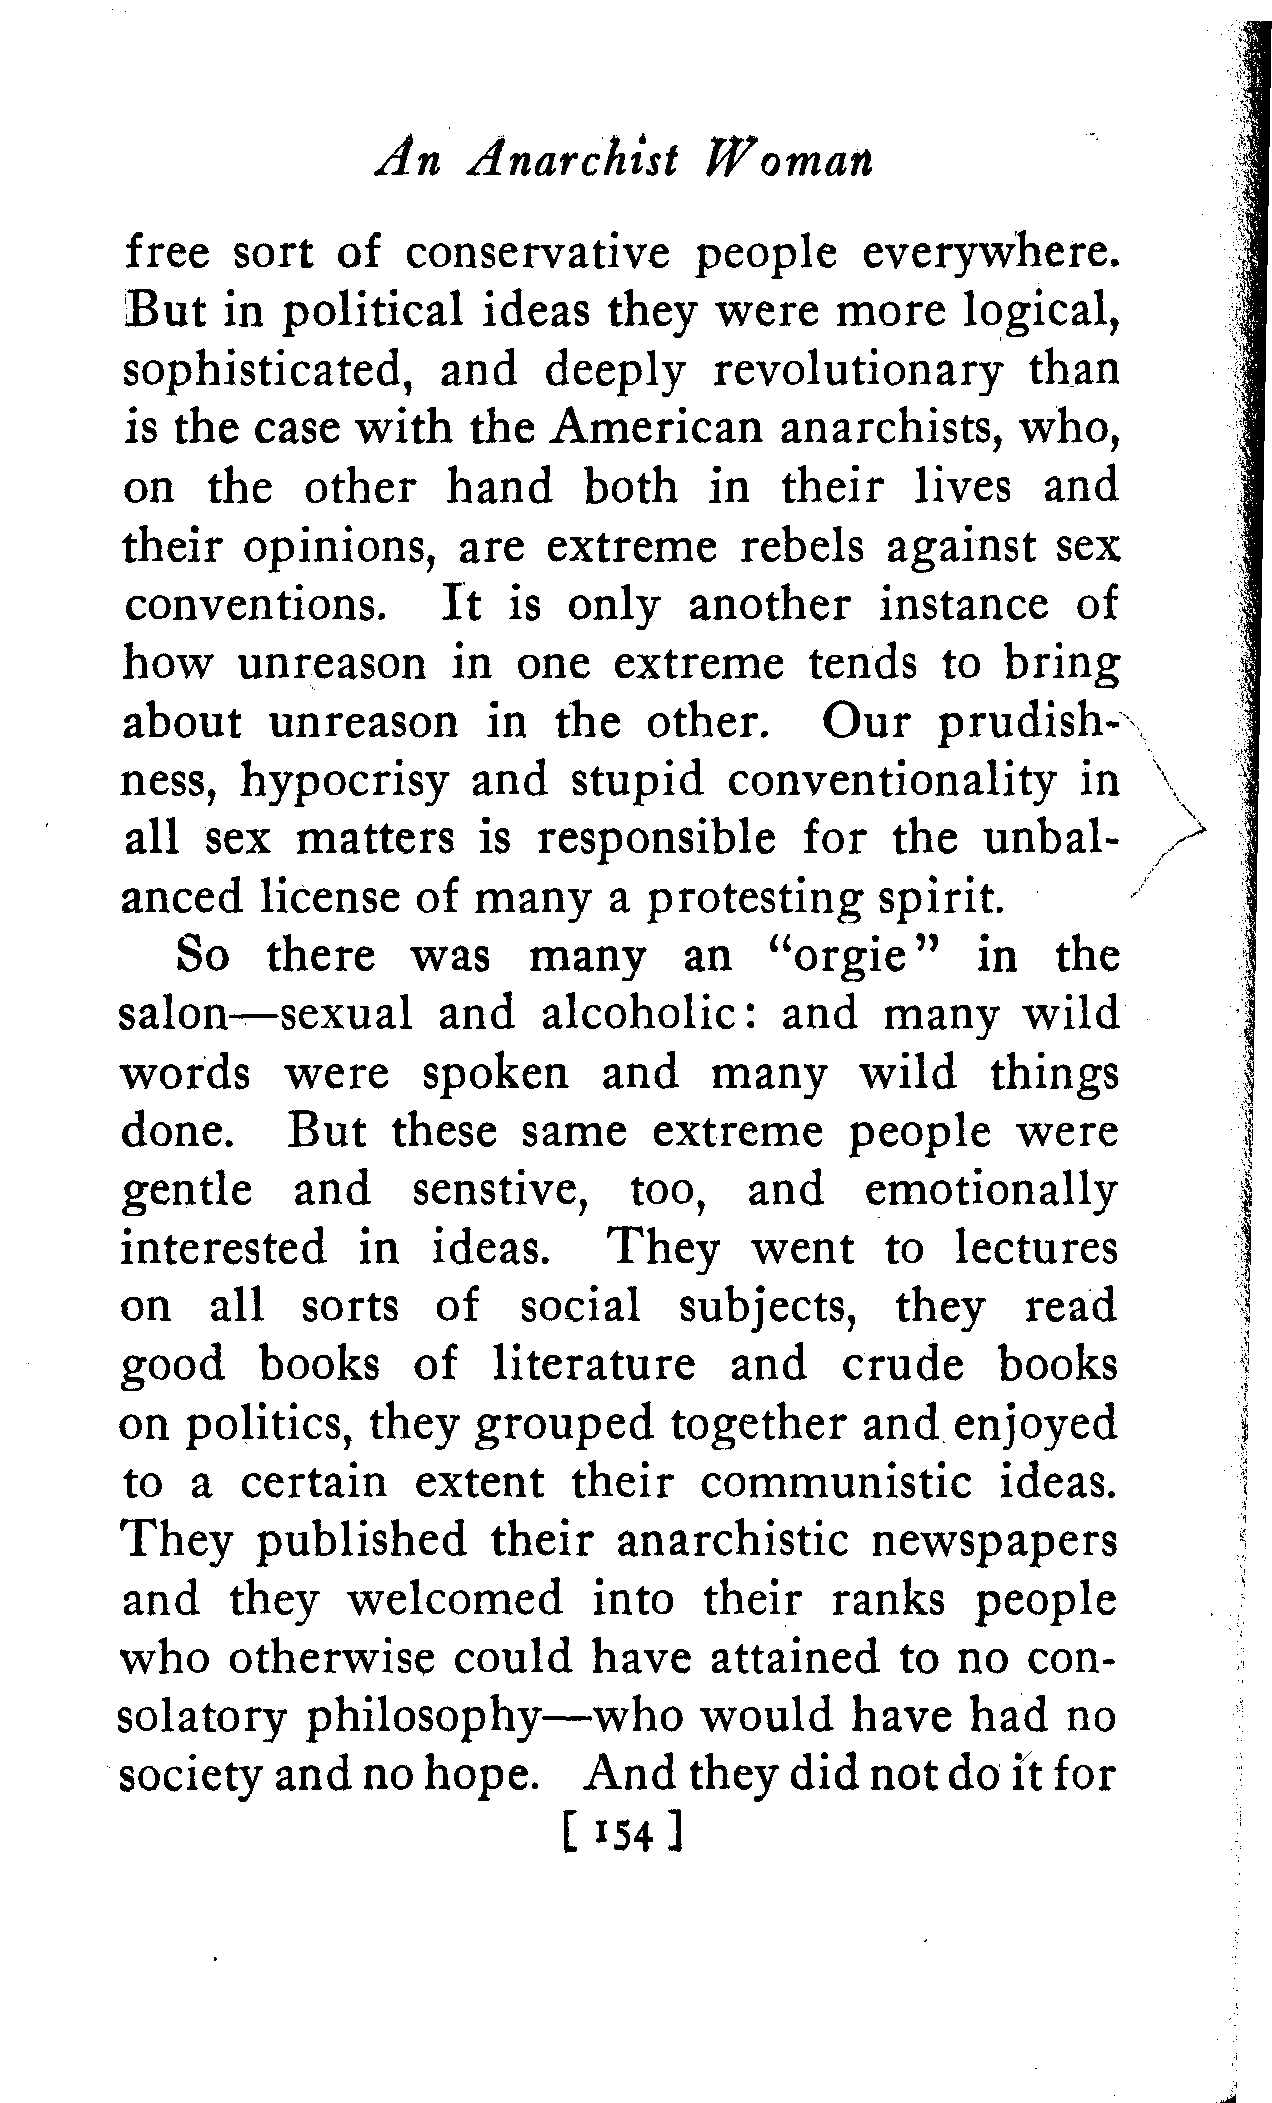 An Anarchist Woman
free sort of conservative people everywhere.
But in political ideas they were more logical,
sophisticated, and deeply revolutionary than
is the case with the American anarchists, who,
on the other hand both in their lives and
their opinions, are extreme rebels against sex
conventions. It is only another instance of
how unreason in one extreme tends to bring
about unreason in the other. Our prudish-
ness, hypocrisy and stupid conventionality in
all sex matters is responsible for the unbal-
anced license of many a protesting spirit.
So there was many an "orgie" in the
salon—sexual and alcoholic: and many wild
words were spoken and many wild things
done. But these same extreme people were
gentle and senstive, too, and emotionally
interested in ideas. They went to lectures
on all sorts of social subjects, they read
good books of literature and crude books
on politics, they grouped together and enjoyed
to a certain extent their communistic ideas.
They published their anarchistic newspapers
and they welcomed into their ranks people
who otherwise could have attained to no con-
solatory philosophy—who would have had no
society and no hope. And they did not do it for
[ 154 ]